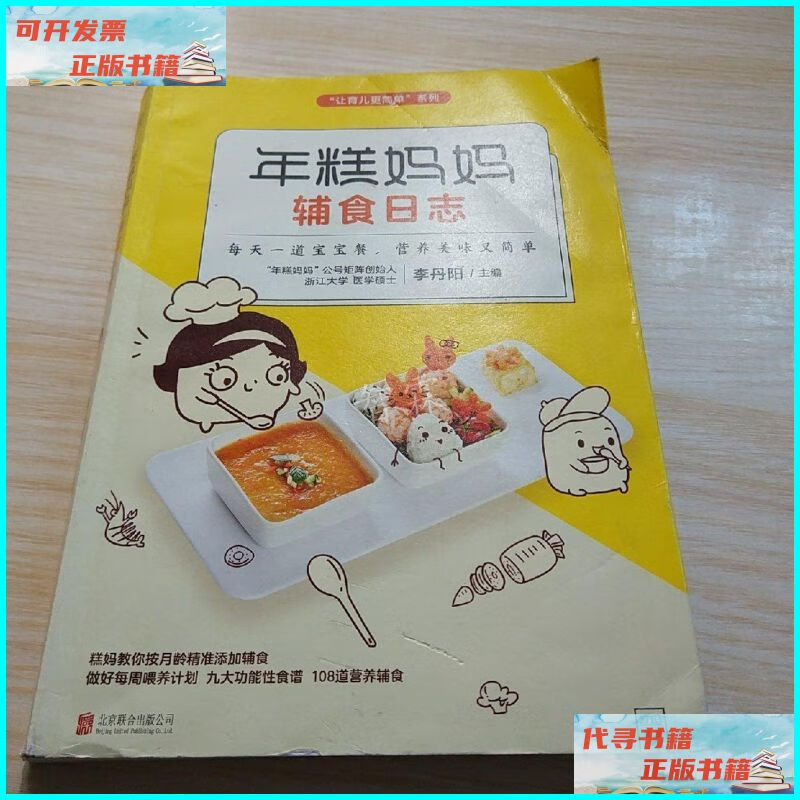 可开发票
正版书籍
“让育儿更简单”系列
年糕妈妈
辅食日志
每天一道宝宝餐，营养美味又简单
“年糕妈妈”公号矩阵创始人
浙江大学 医学硕士
李丹阳/主编
糕妈教你按月龄精准添加辅食
做好每周喂养计划 九大功能性食谱 108道营养辅食
北京联合出版公司
Beijing United Publishing Co.,Ltd.
代寻书籍
正版书籍